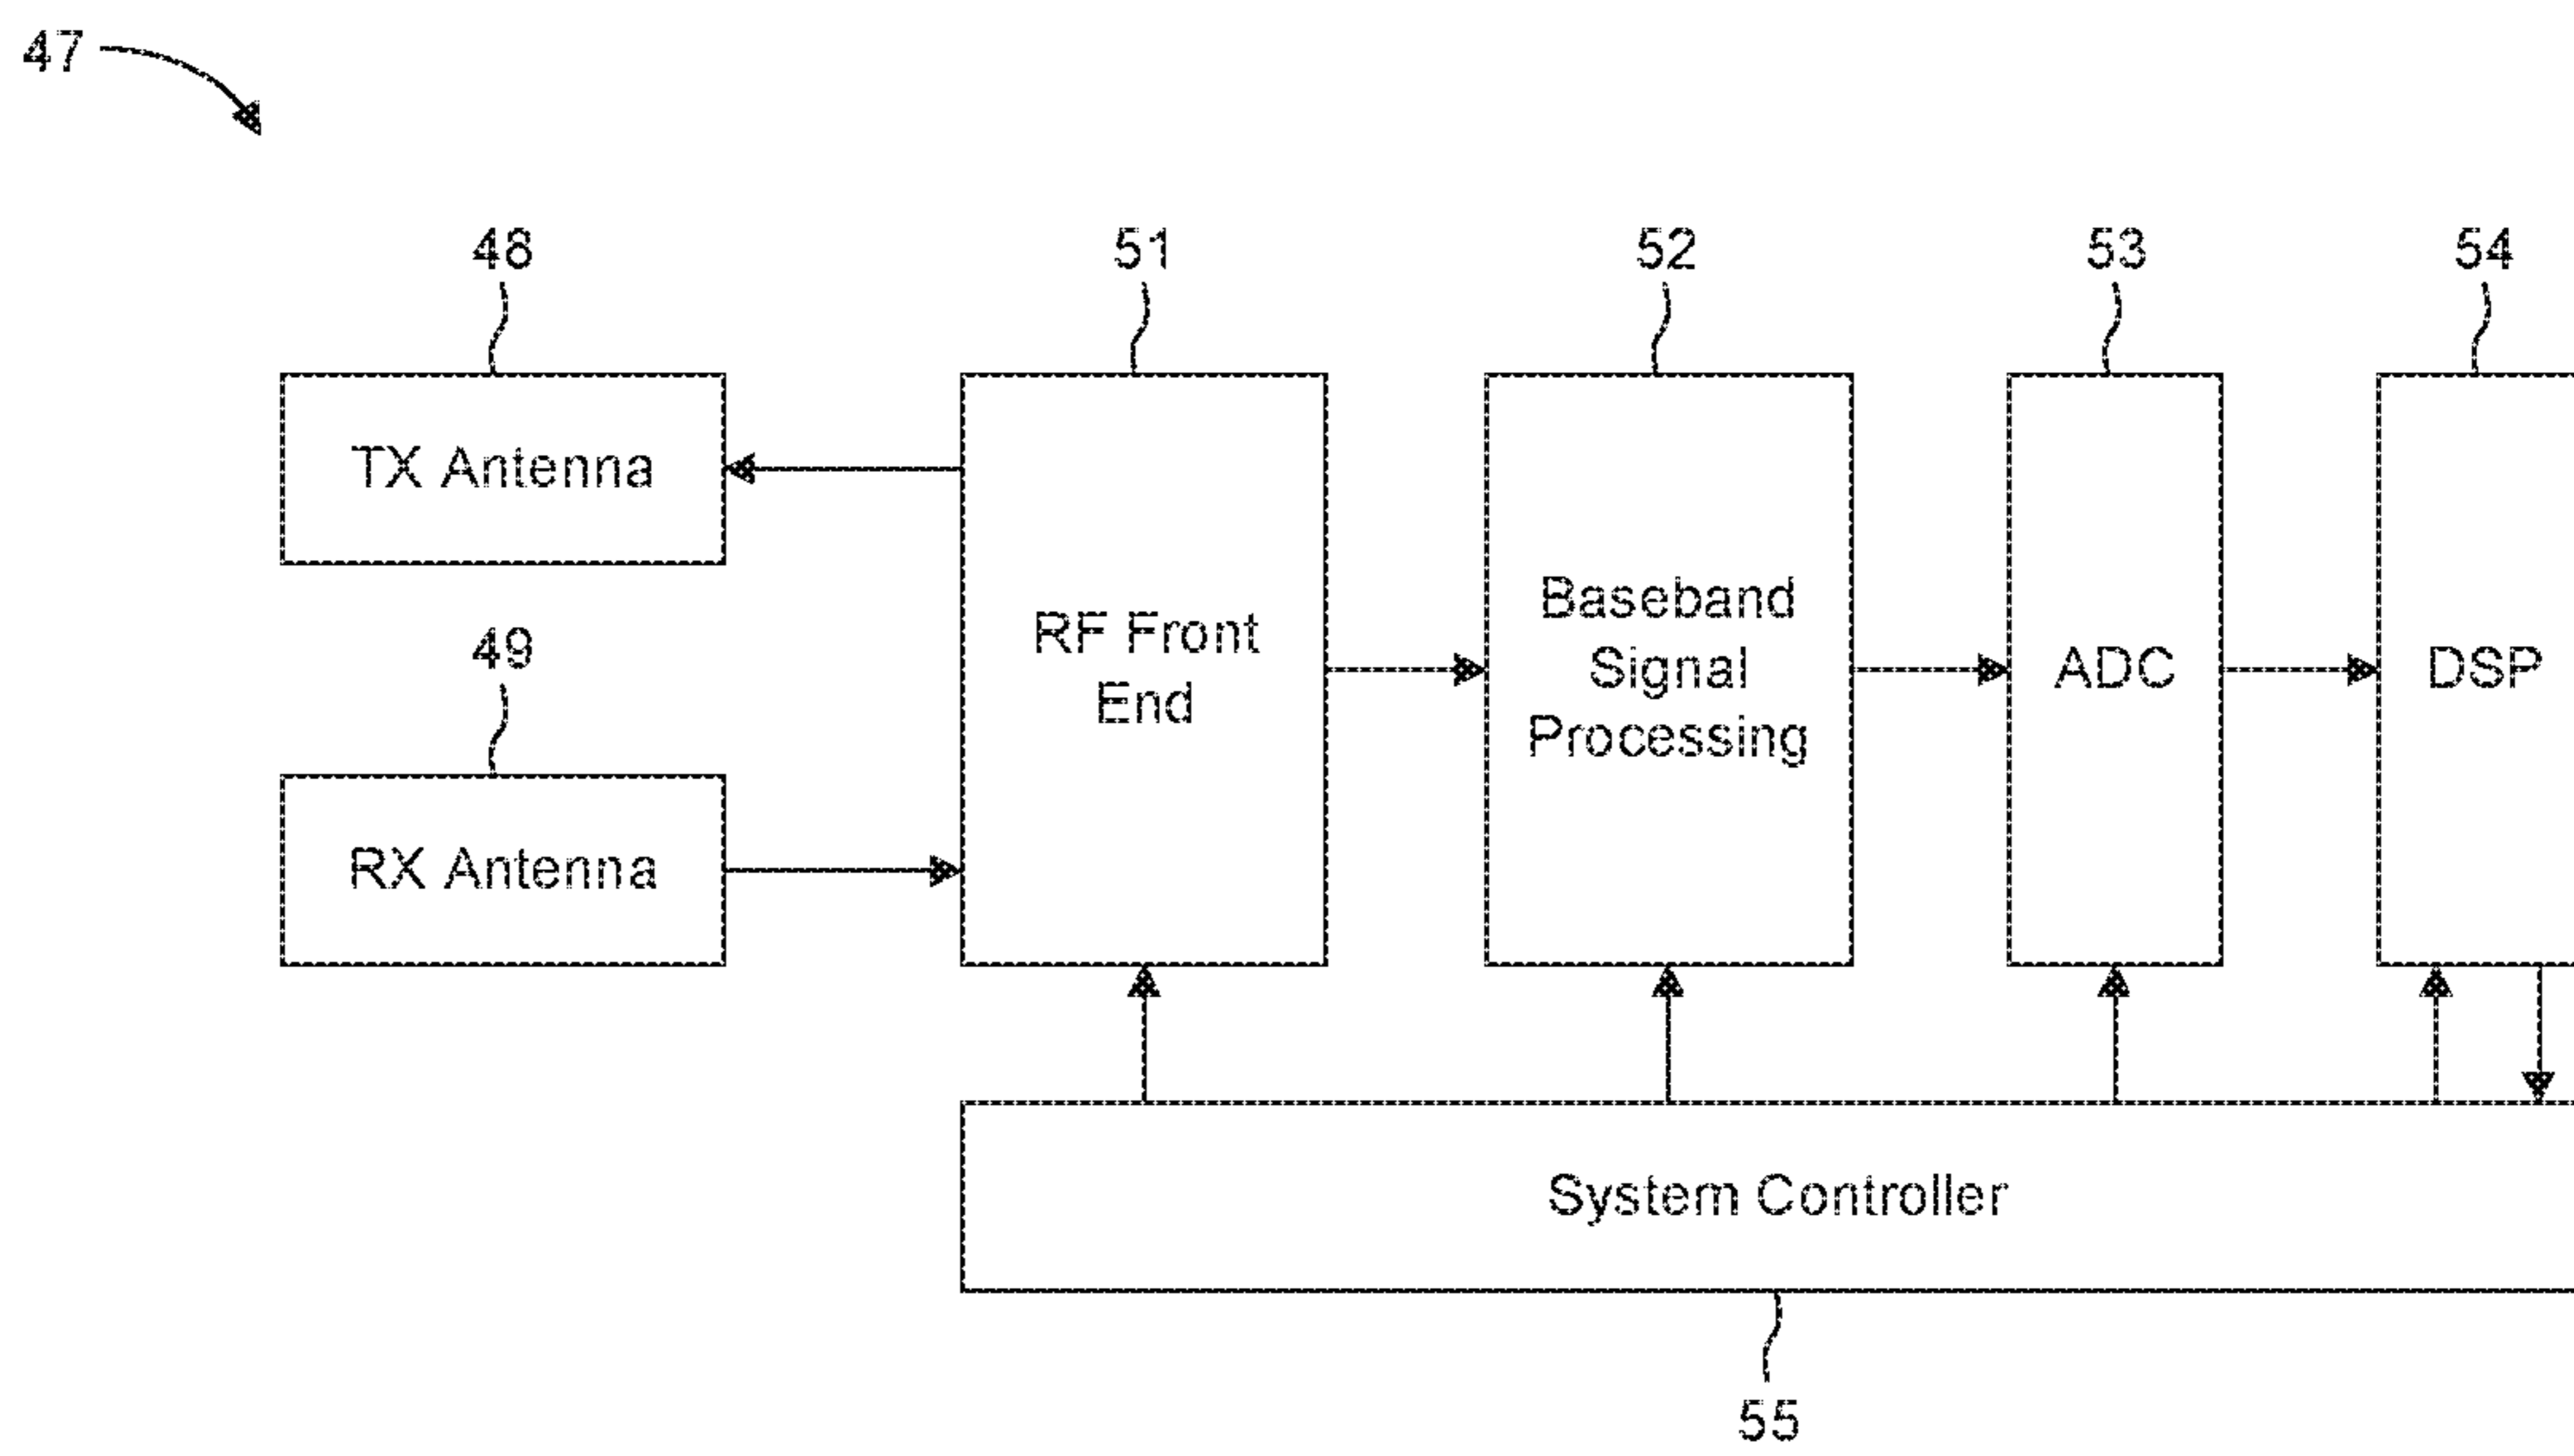 47
48
51
52
53
54
TX Antenna
49
RX Antenna
RF Front
End
Baseband
Signal
Processing
ADC
DSP
System Controller
55